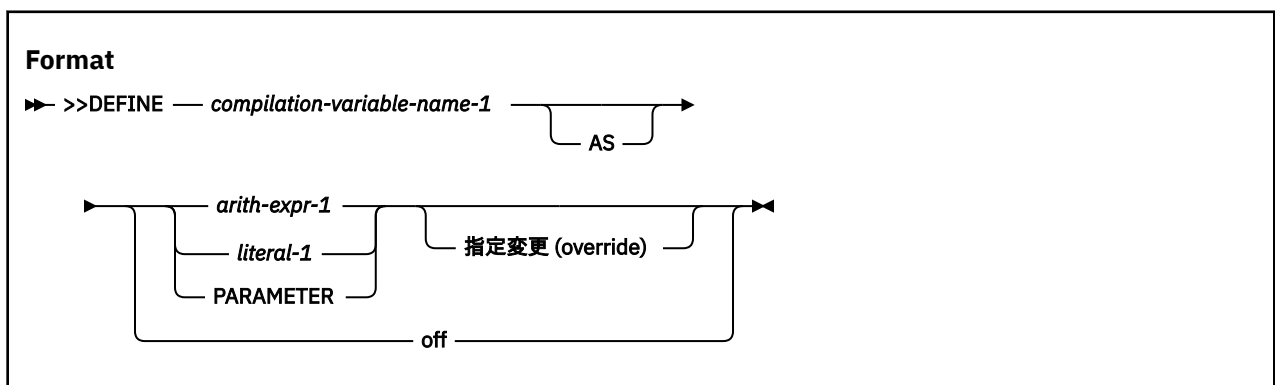 Format
>>DEFINE compilation-variable-name-1
AS
arith-expr-1
指定変更 (override)
literal-1
PARAMETER
off